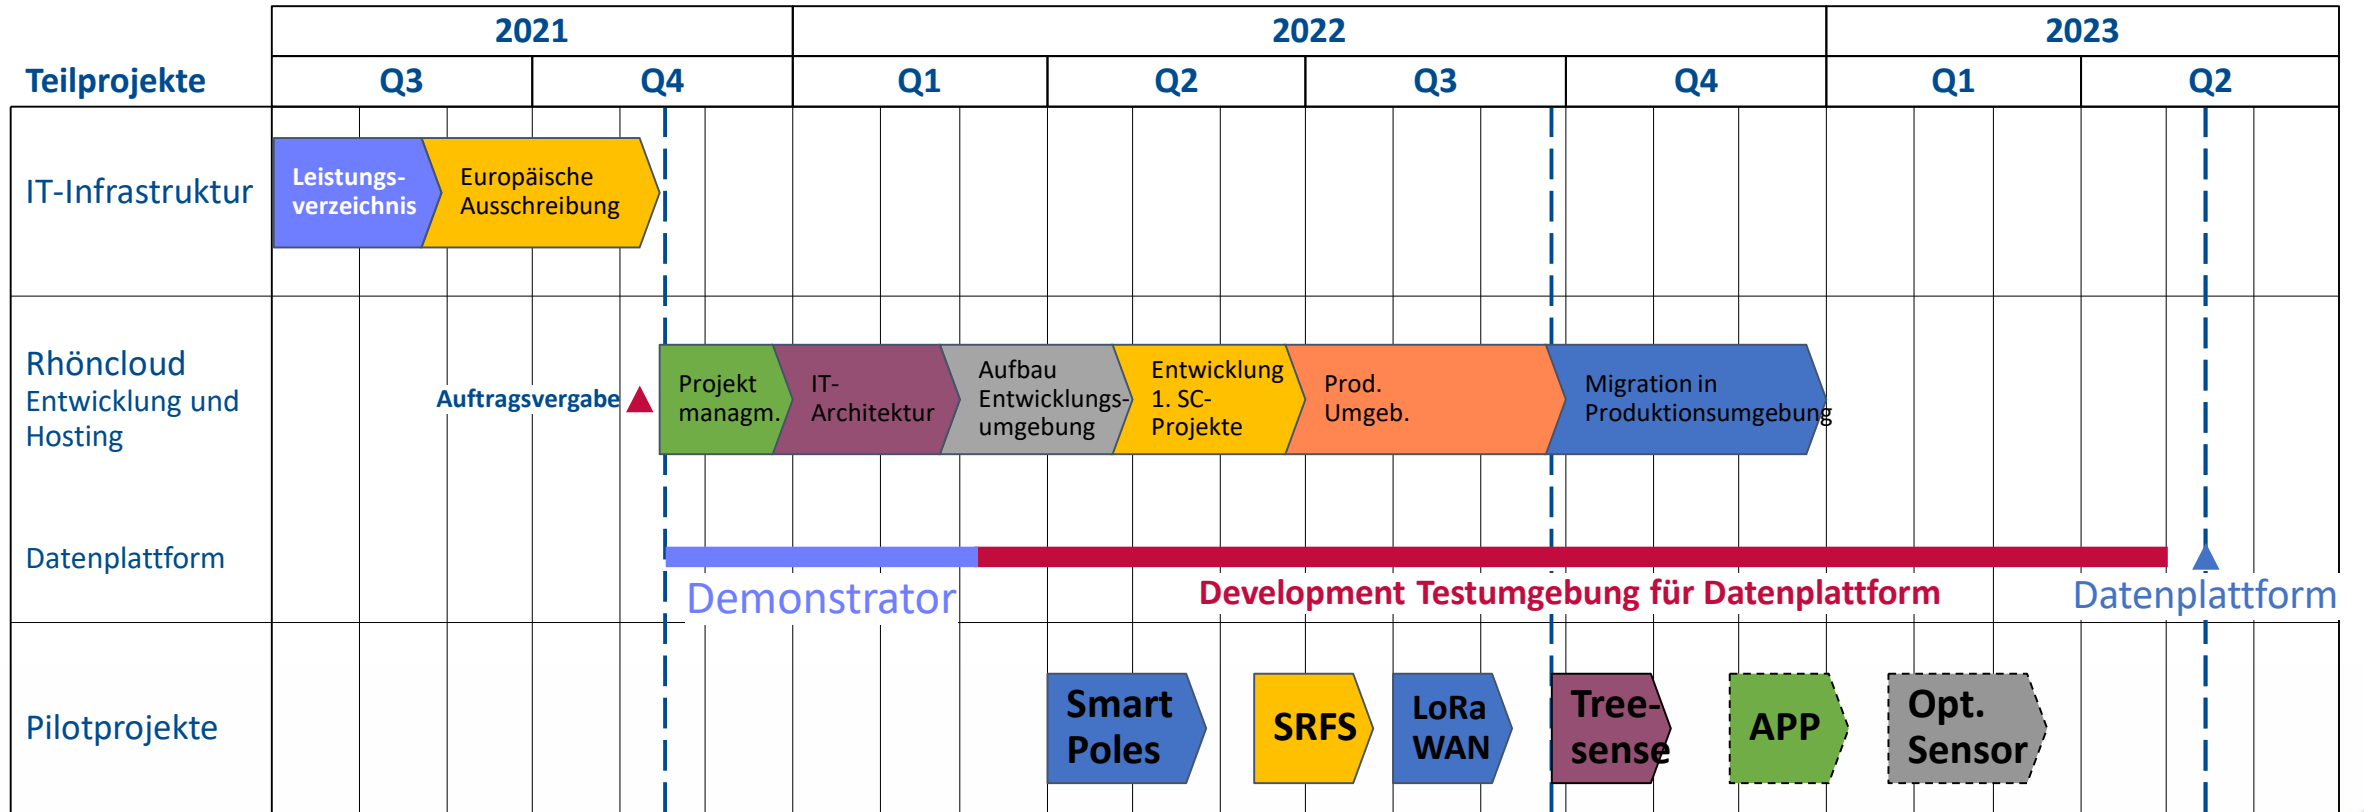 2021
2022
2023
Teilprojekte
Q3
Q4
Q1
Q2
Q3
Q4
Q1
Q2
IT-Infrastruktur
Leistungs-
verzeichnis
Europäische
Ausschreibung
Rhöncloud
Entwicklung und
Hosting
Auftragsvergabe
Projekt
managm.
IT-
Architektur
Aufbau
Entwicklungs-
umgebung
Entwicklung
1. SC-
Projekte
Prod.
Umgeb.
Migration in
Produktionsumgebung
Datenplattform
Demonstrator
Development Testumgebung für Datenplattform
Datenplattform
Pilotprojekte
Smart
Poles
SRFS
LoRa
WAN
Tree-
sense
APP
Opt.
Sensor